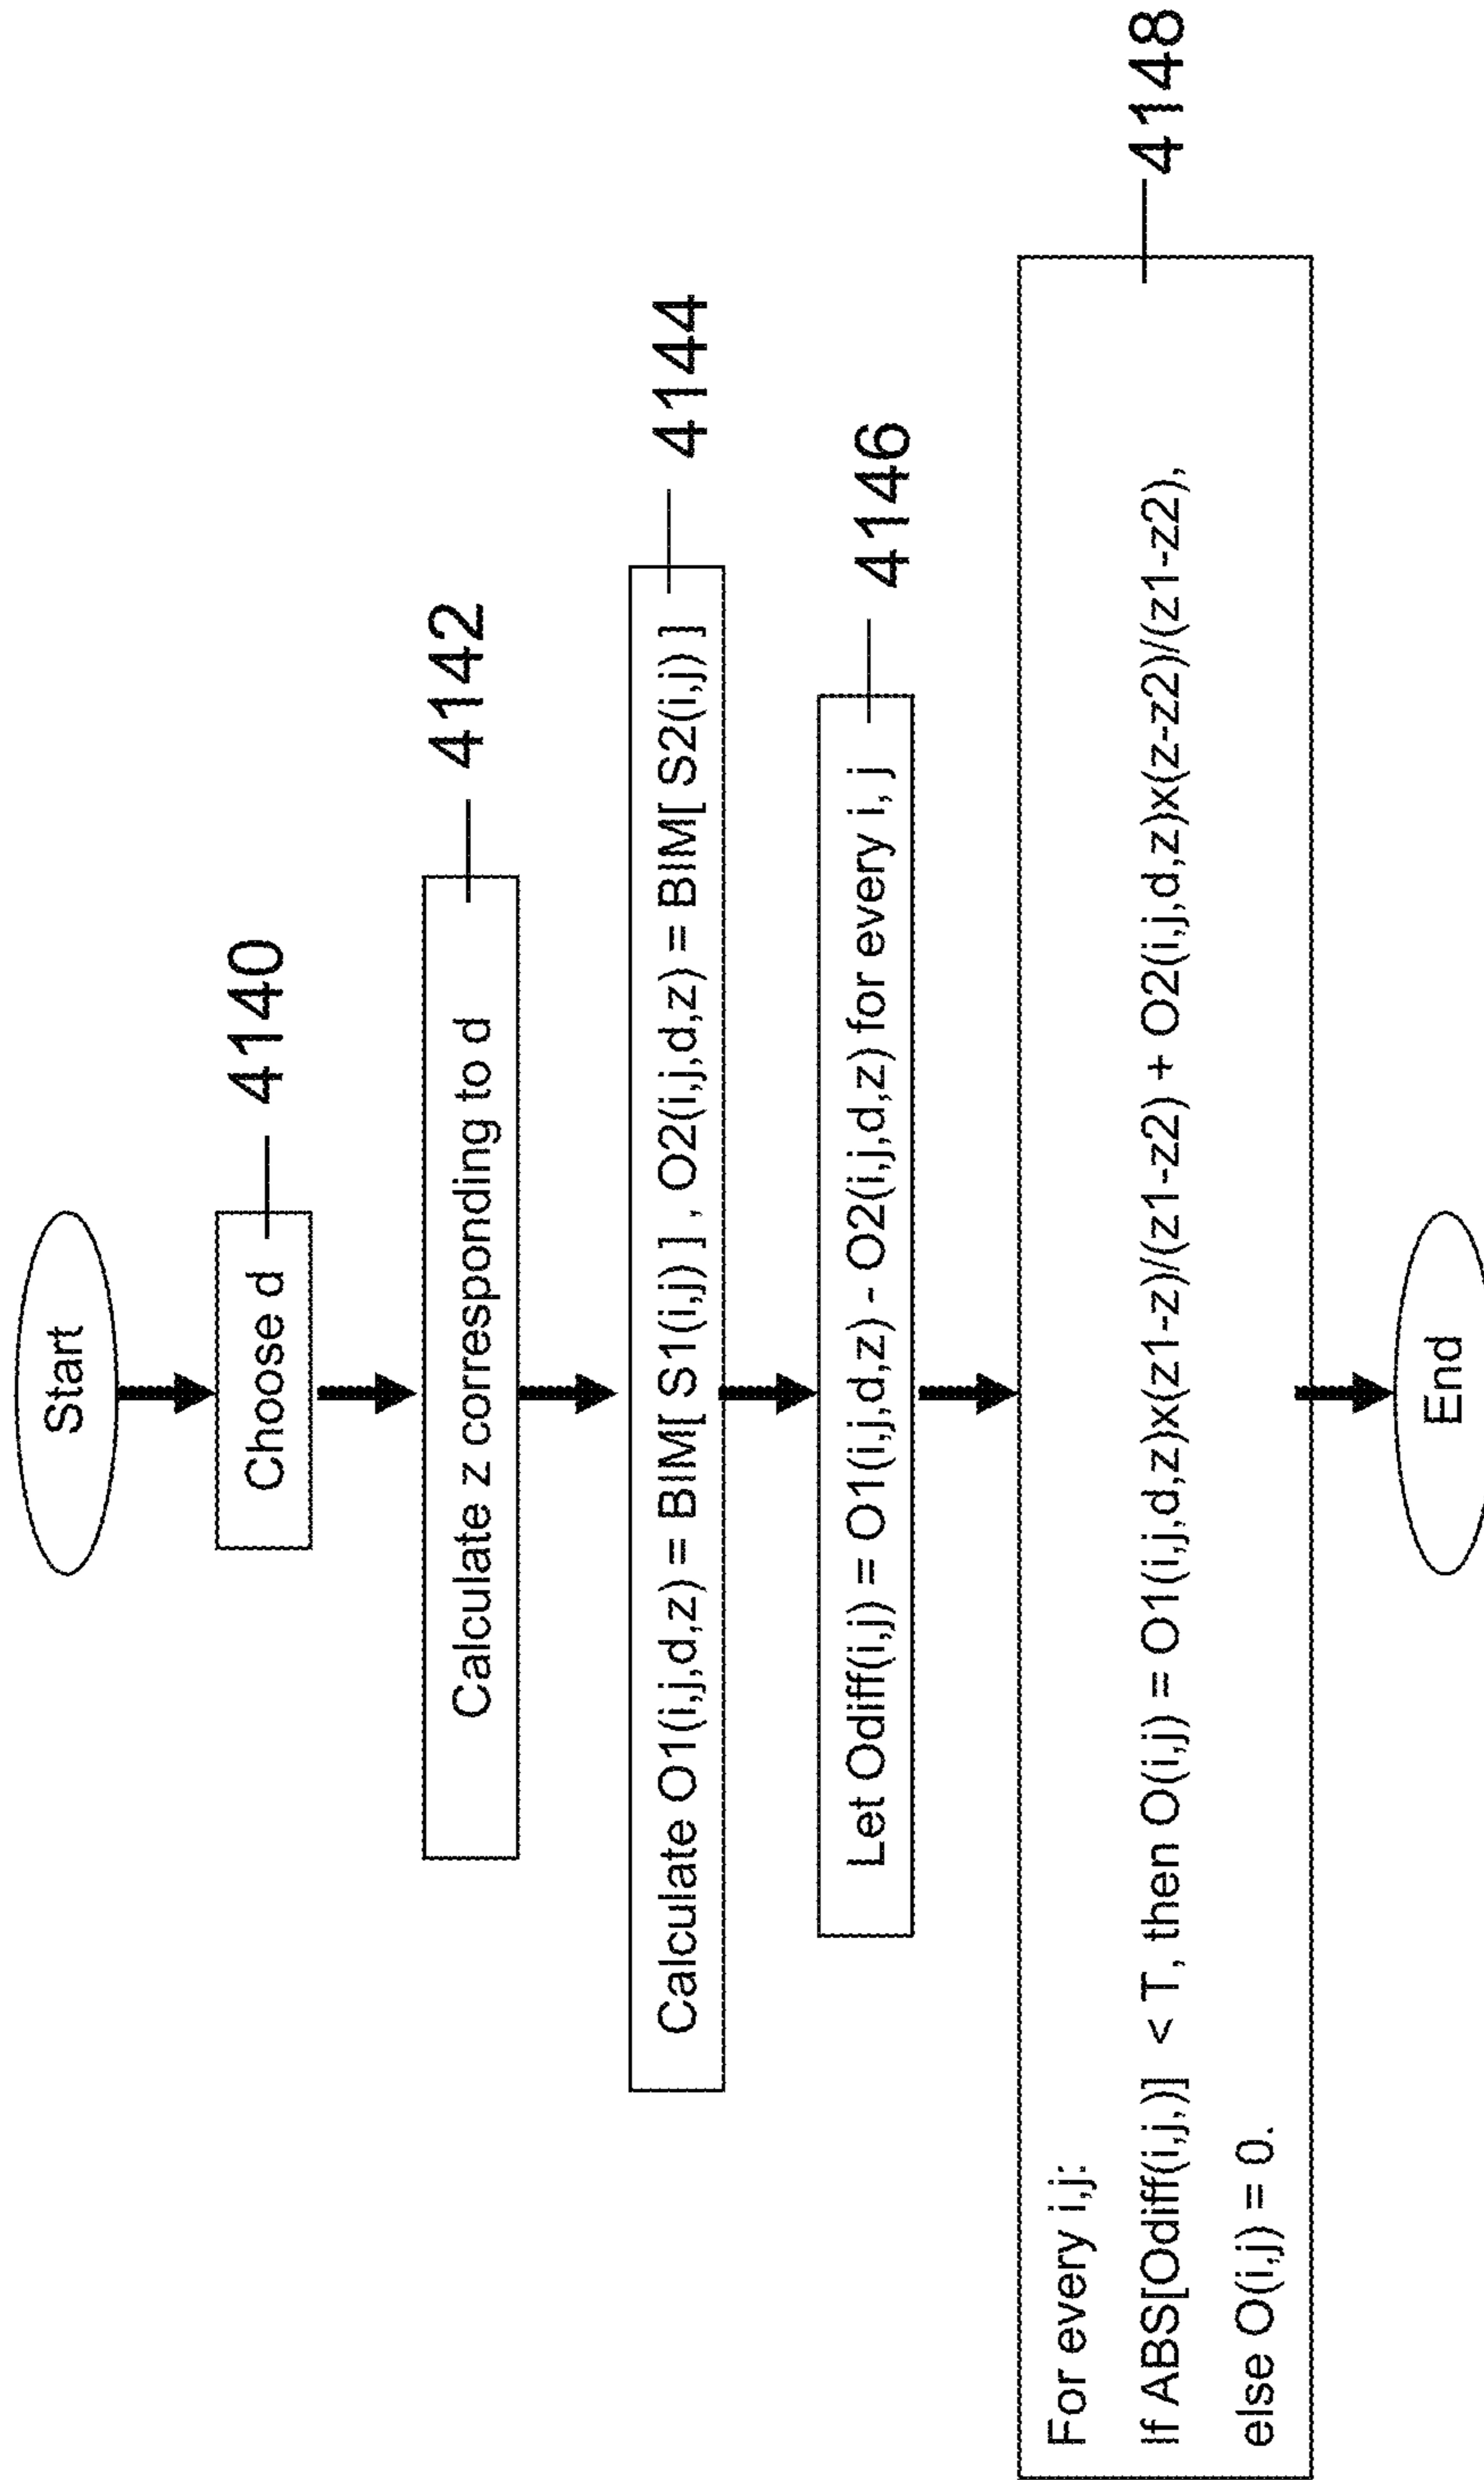 Start
Choose d
4140
Calculate z corresponding to d
4142
Calculate O1(i,j,d,z) = BIM[ S1(i,j) ] , O2(i,j,d,z) = BIM[ S2(i,j) ]
4144
Let Odiff(i,j) = O1(i,j,d,z) - O2(i,j,d,z) for every i, j
4146
For every i,j:
If ABS[Odiff(i,j,)] < T, then O(i,j) = O1(i,j,d,z)x(z1-z)/(z1-z2) + O2(i,j,d,z)x(z-z2)/(z1-z2),
else O(i,j) = 0.
4148
End